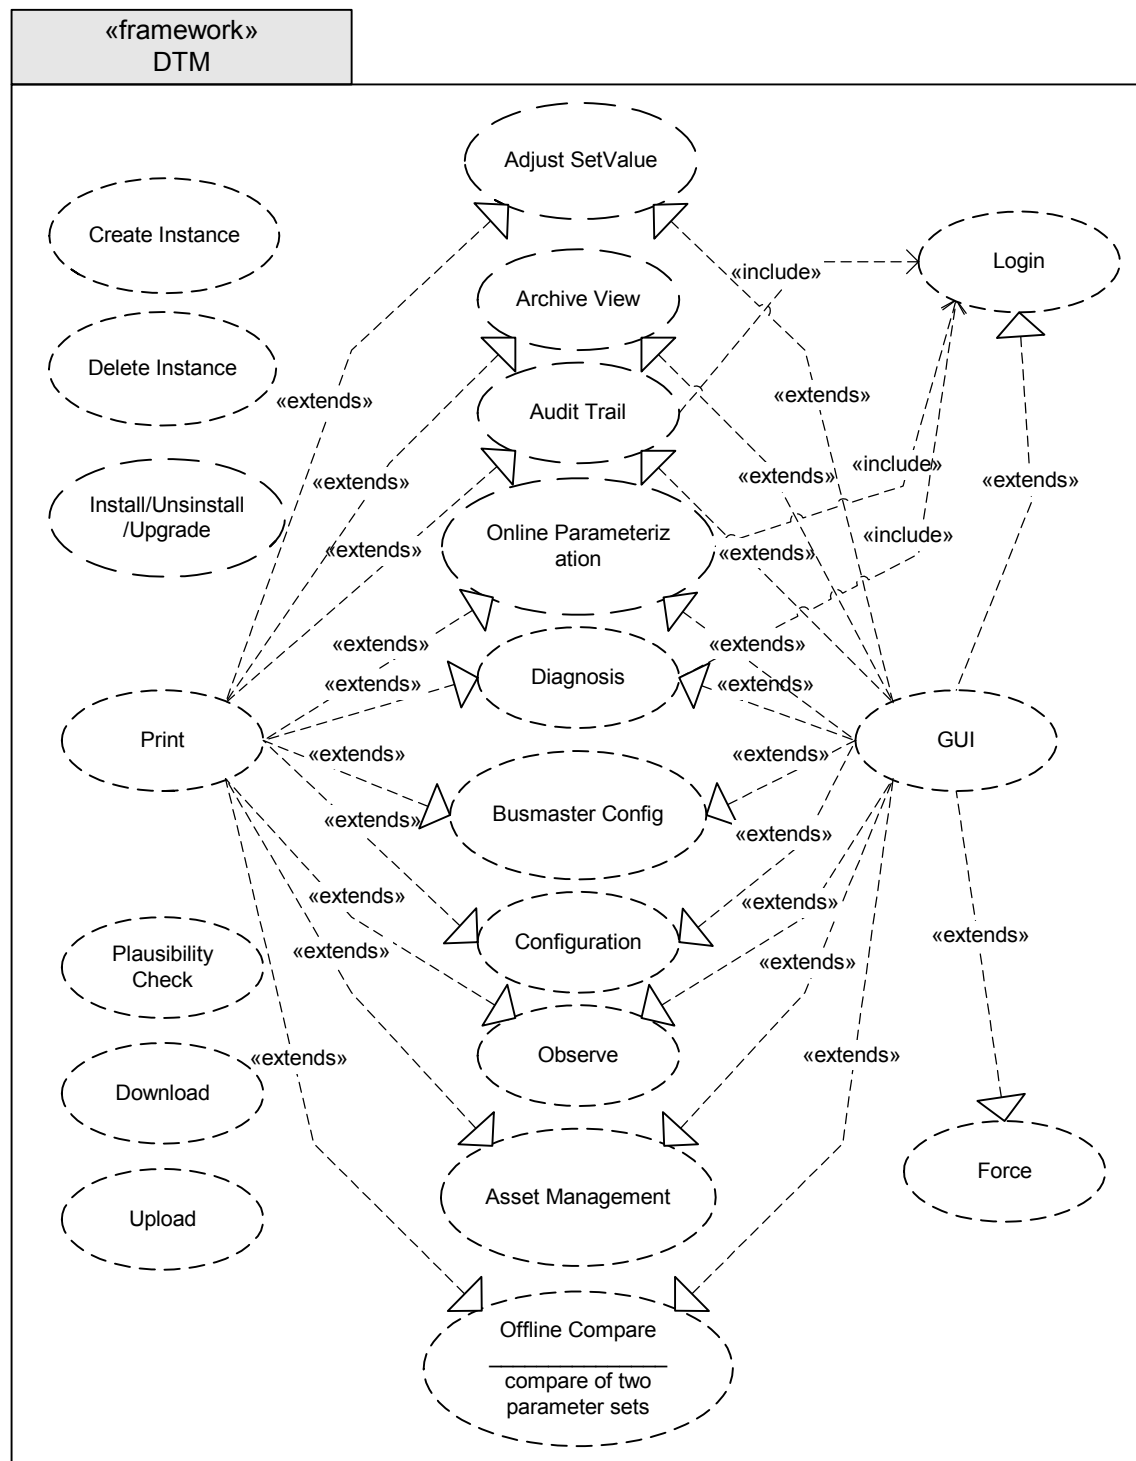 «framework»
DTM
Adjust SetValue
Create Instance
Login
«include»
Archive View
Delete Instance
«extends»
«extends»
Audit Trail
«include»
«extends»
«extends»
«extends»
Install/Unsinstall
/Upgrade
Online Parameteriz
ation
«include»
«extends»
«extends»
«extends»
«extends»
Diagnosis
«extends»
«extends»
Print
GUI
«extends»
«extends»
Busmaster Config
«extends»
«extends»
«extends»
«extends»
Plausibility
Check
Configuration
«extends»
«extends»
«extends»
Observe
«extends»
«extends»
Download
Force
Asset Management
Upload
Offline Compare
compare of two
parameter sets